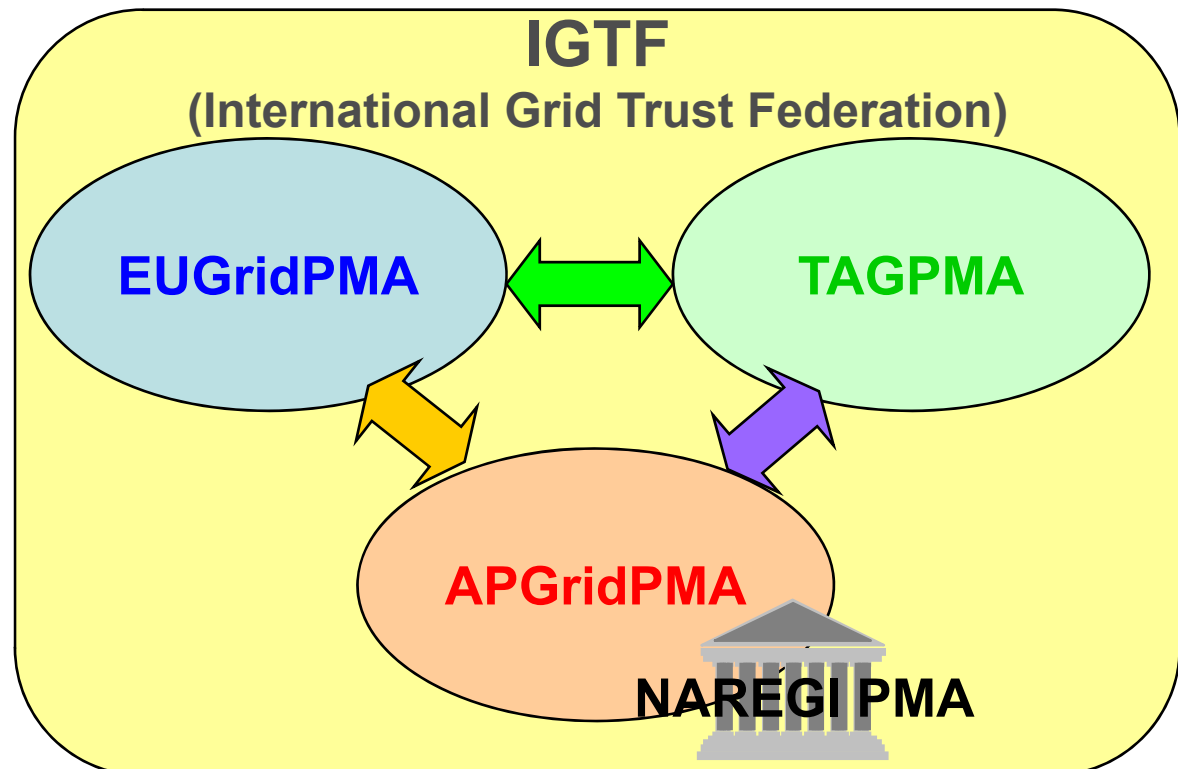 IGTF
(International Grid Trust Federation)
EUGridPMA
TAGPMA
APGridPMA
NAREGI PMA